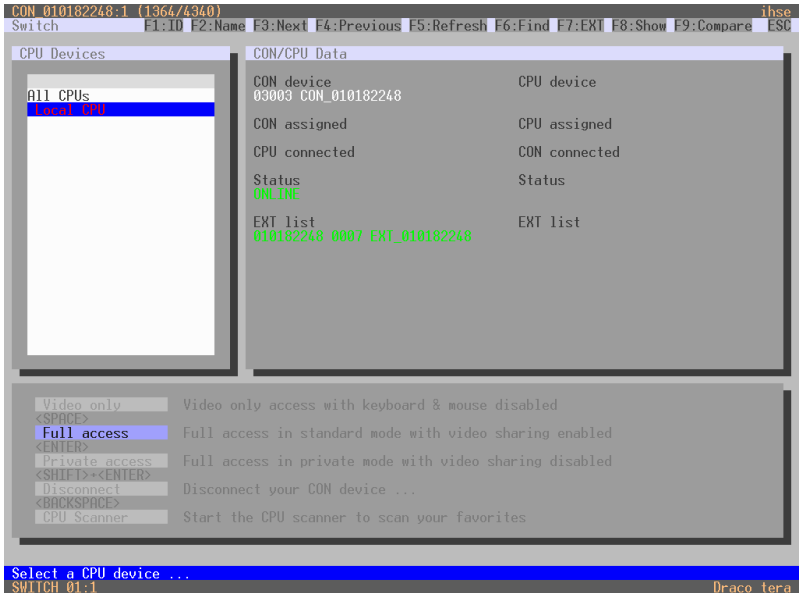 CON_010182248:1 (1364/4340) ihse
Switch F1:ID F2:Name F3:Next F4:Previous F5:Refresh F6:Find F7:EXT F8:Show F9:Compare ESC
CPU Devices
All CPUs
Local CPU
CON/CPU Data
CON device CPU device
03003 CON_010182248
CON assigned CPU assigned
CPU connected CON connected
Status Status
ONLINE
EXT list EXT list
010182248 0007 EXT_010182248
Video only Video only access with keyboard & mouse disabled
<SPACE>
Full access Full access in standard mode with video sharing enabled
<ENTER>
Private access Full access in private mode with video sharing disabled
<SHIFT>+<ENTER>
Disconnect Disconnect your CON device ...
<BACKSPACE>
CPU Scanner Start the CPU scanner to scan your favorites
Select a CPU device ...
SWITCH_01:1 Draco tera